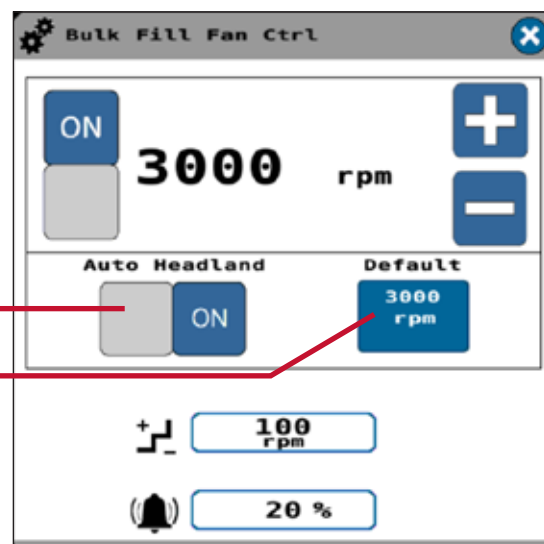 Bulk Fill Fan Ctrl
ON
3000 rpm
Auto Headland
ON
Default
3000
rpm
100
rpm
20 %